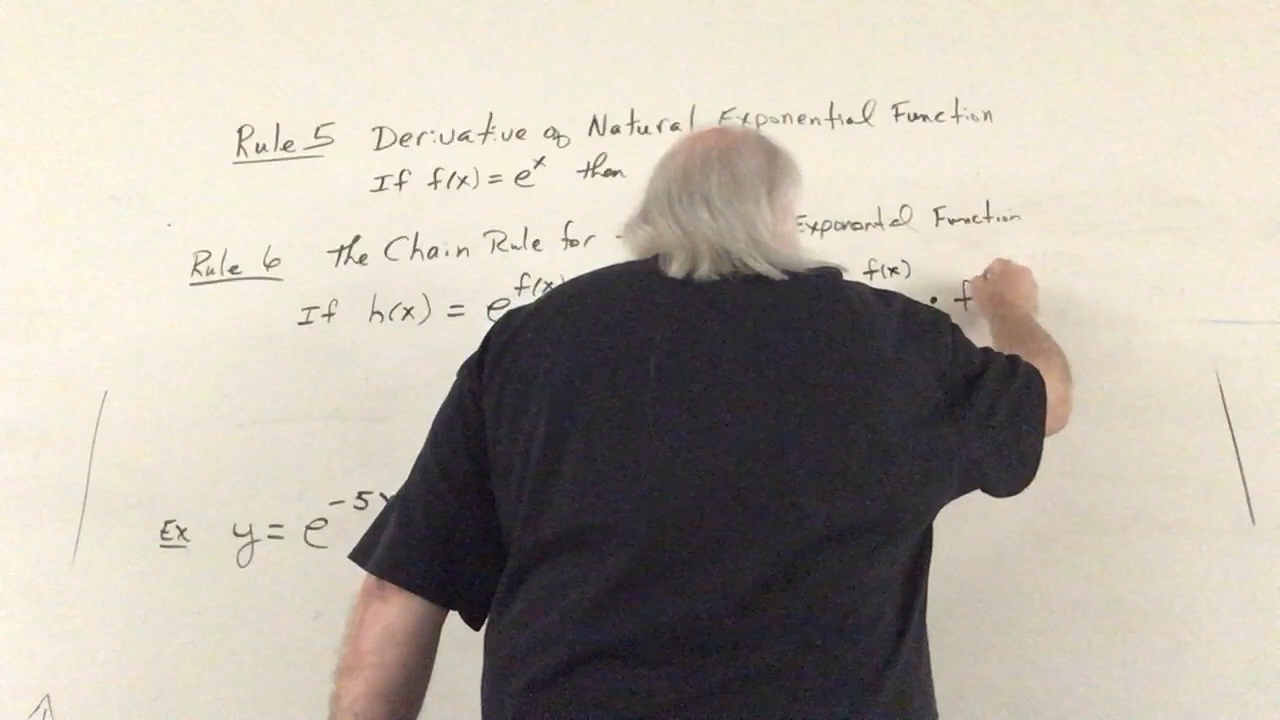 Rule 5 Derivative of Natural Exponential Function
If f(x) = e^x then
Rule 6 the Chain Rule for Exponential Function
If h(x) = e^f(x) f(x) · f
Ex y = e^-5x